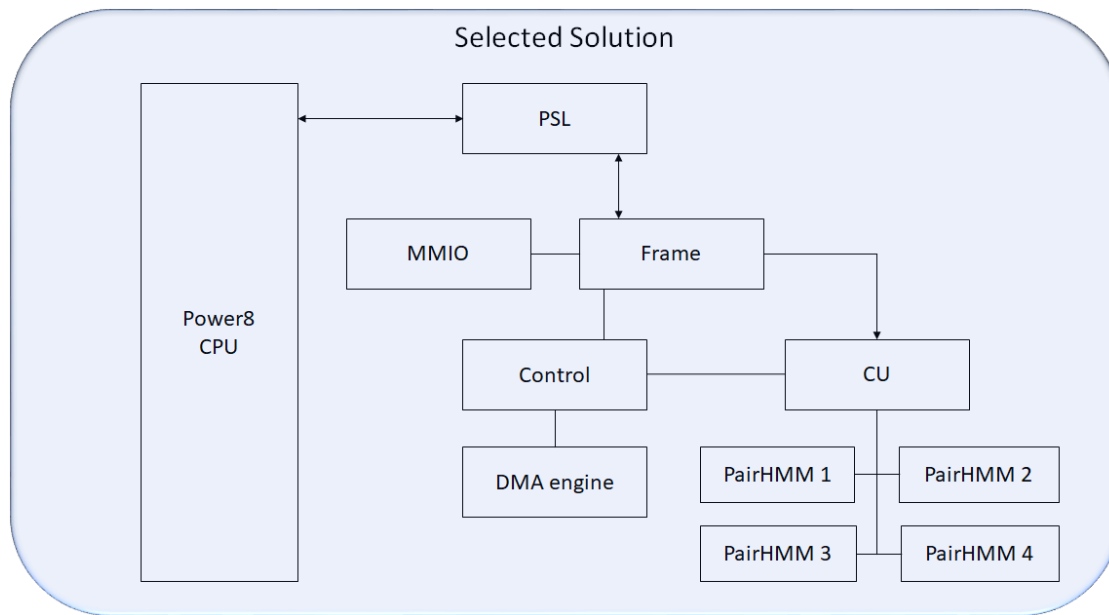 Selected Solution
PSL
MMIO
Frame
Power8
CPU
Control
CU
DMA engine
PairHMM 1
PairHMM 2
PairHMM 3
PairHMM 4